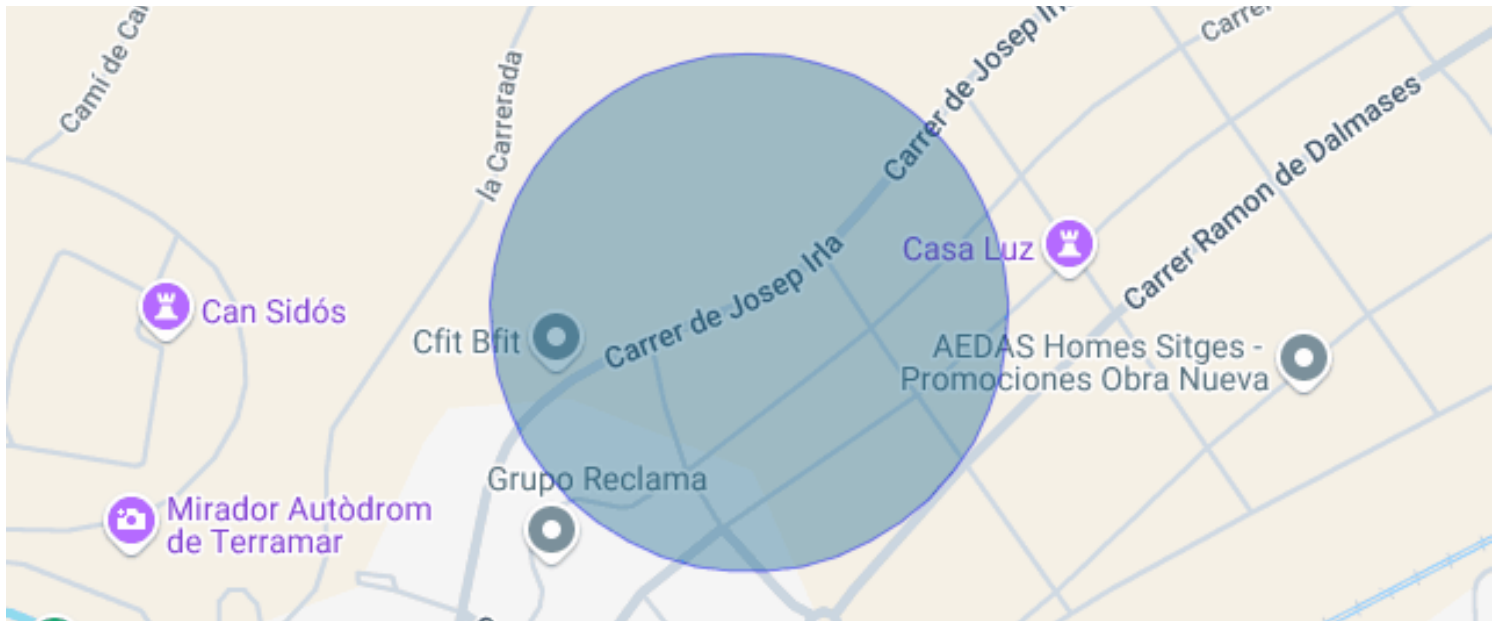 Camí de Ca
la Carrerada
Carrer de Josep Irla
Carrer
Carrer Ramon de Dalmases
Casa Luz
Can Sidós
Cfit Bfit
Carrer de Josep Irla
AEDAS Homes Sitges -
Promociones Obra Nueva
Grupo Reclama
Mirador Autòdrom
de Terramar